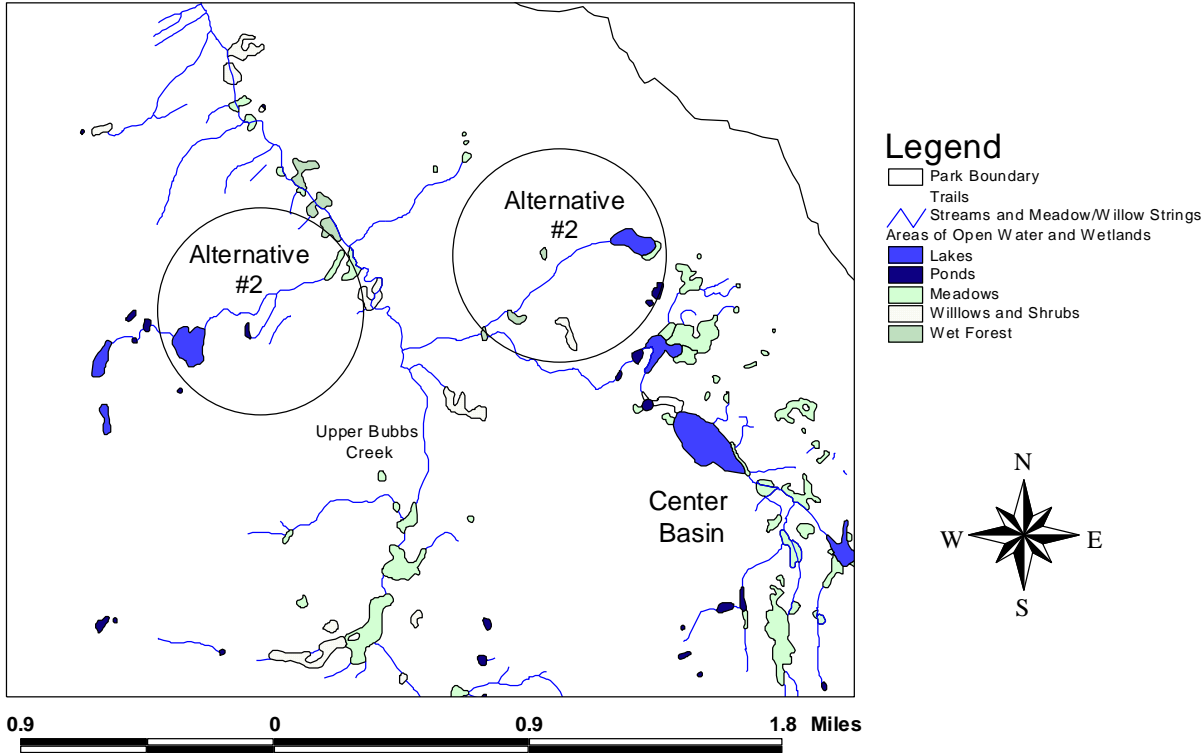 Alternative
#2
Alternative
#2
Upper Bubbs
Creek
Center
Basin
Legend
Park Boundary
Trails
Streams and Meadow/Willow Strings
Areas of Open Water and Wetlands
Lakes
Ponds
Meadows
Willlows and Shrubs
Wet Forest
N
W E
S
0.9 0 0.9 1.8 Miles